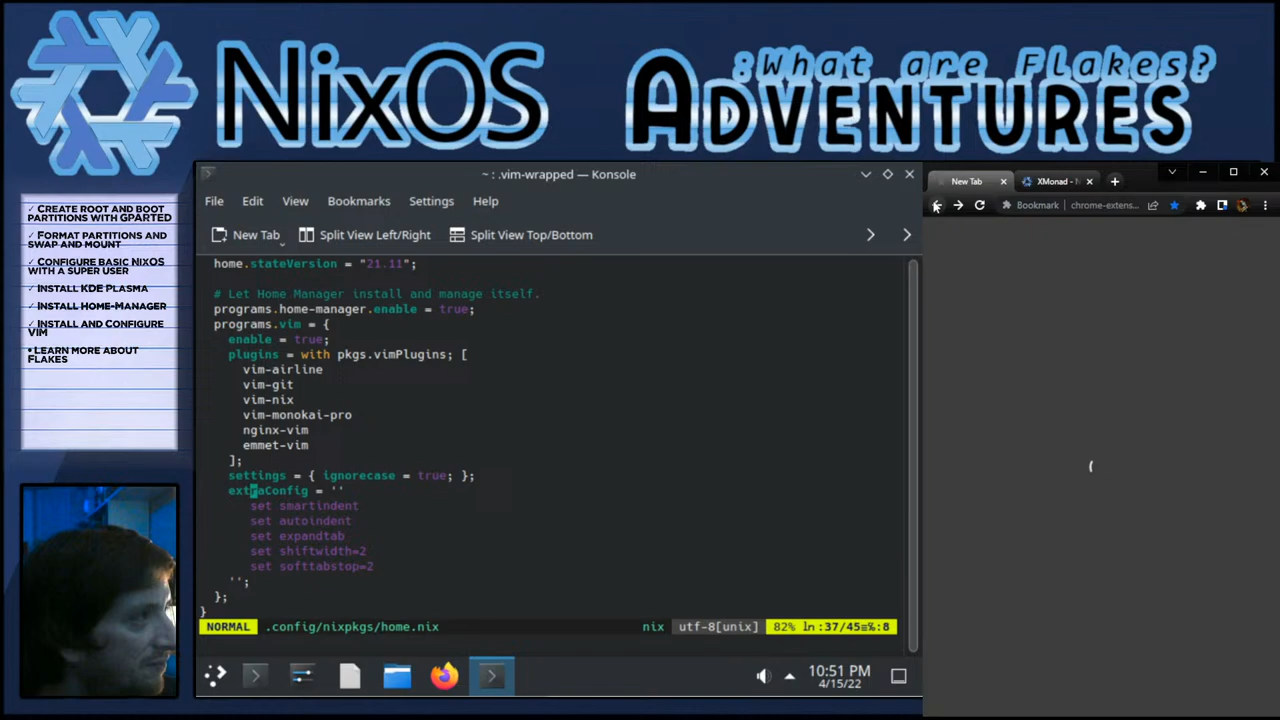 NixOS
:What are Flakes?
ADVENTURES
✓ CREATE ROOT AND BOOT
PARTITIONS WITH GPARTED
✓ FORMAT PARTITIONS AND
SWAP AND MOUNT
✓ CONFIGURE BASIC NIXOS
WITH A SUPER USER
✓ INSTALL KDE PLASMA
✓ INSTALL HOME-MANAGER
✓ INSTALL AND CONFIGURE
VIM
• LEARN MORE ABOUT
FLAKES
~ : .vim-wrapped — Konsole
File Edit View Bookmarks Settings Help
New Tab Split View Left/Right Split View Top/Bottom
home.stateVersion = "21.11";
# Let Home Manager install and manage itself.
programs.home-manager.enable = true;
programs.vim = {
enable = true;
plugins = with pkgs.vimPlugins; [
vim-airline
vim-git
vim-nix
vim-monokai-pro
nginx-vim
emmet-vim
];
settings = { ignorecase = true; };
extraConfig = ''
set smartindent
set autoindent
set expandtab
set shiftwidth=2
set softtabstop=2
'';
};
}
NORMAL .config/nixpkgs/home.nix nix utf-8[unix] 82% ln:37/45≡%:8
10:51 PM
4/15/22
New Tab XMonad - N
Bookmark chrome-extens...